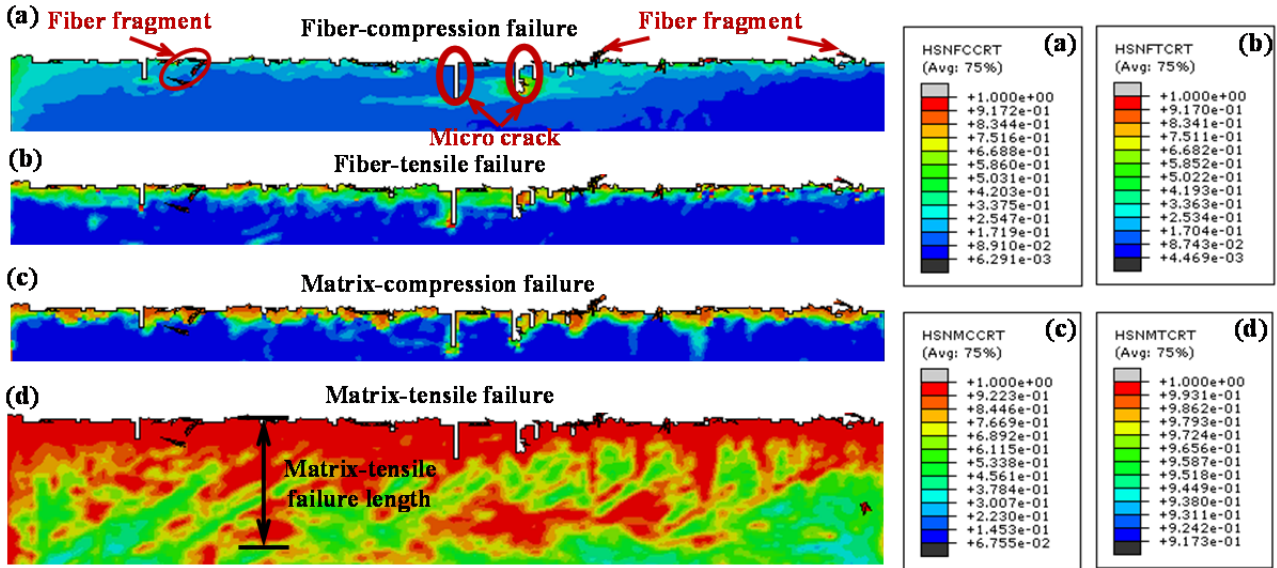 (a)
Fiber fragment
Fiber-compression failure
Fiber fragment
Micro crack
(b)
Fiber-tensile failure
(c)
Matrix-compression failure
(d)
Matrix-tensile failure
Matrix-tensile
failure length
(a)
HSNFCCRT
(Avg: 75%)
+1.000e+00
+9.172e-01
+8.344e-01
+7.516e-01
+6.688e-01
+5.860e-01
+5.031e-01
+4.203e-01
+3.375e-01
+2.547e-01
+1.719e-01
+8.910e-02
+6.291e-03
(b)
HSNFTCRT
(Avg: 75%)
+1.000e+00
+9.170e-01
+8.341e-01
+7.511e-01
+6.682e-01
+5.852e-01
+5.022e-01
+4.193e-01
+3.363e-01
+2.534e-01
+1.704e-01
+8.743e-02
+4.469e-03
(c)
HSNMCCRT
(Avg: 75%)
+1.000e+00
+9.223e-01
+8.446e-01
+7.669e-01
+6.892e-01
+6.115e-01
+5.338e-01
+4.561e-01
+3.784e-01
+3.007e-01
+2.230e-01
+1.453e-01
+6.755e-02
(d)
HSNMTCRT
(Avg: 75%)
+1.000e+00
+9.931e-01
+9.862e-01
+9.793e-01
+9.724e-01
+9.656e-01
+9.587e-01
+9.518e-01
+9.449e-01
+9.380e-01
+9.311e-01
+9.242e-01
+9.173e-01